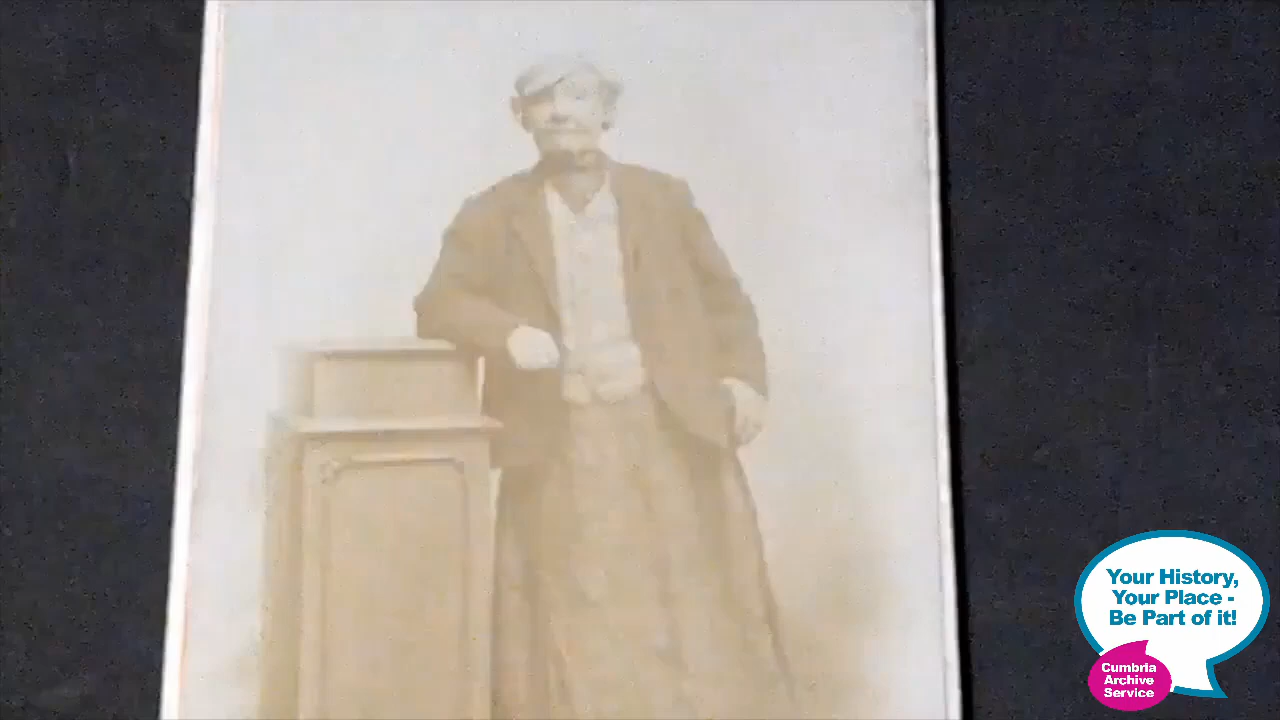 Your History,
Your Place -
Be Part of it!
Cumbria
Archive
Service